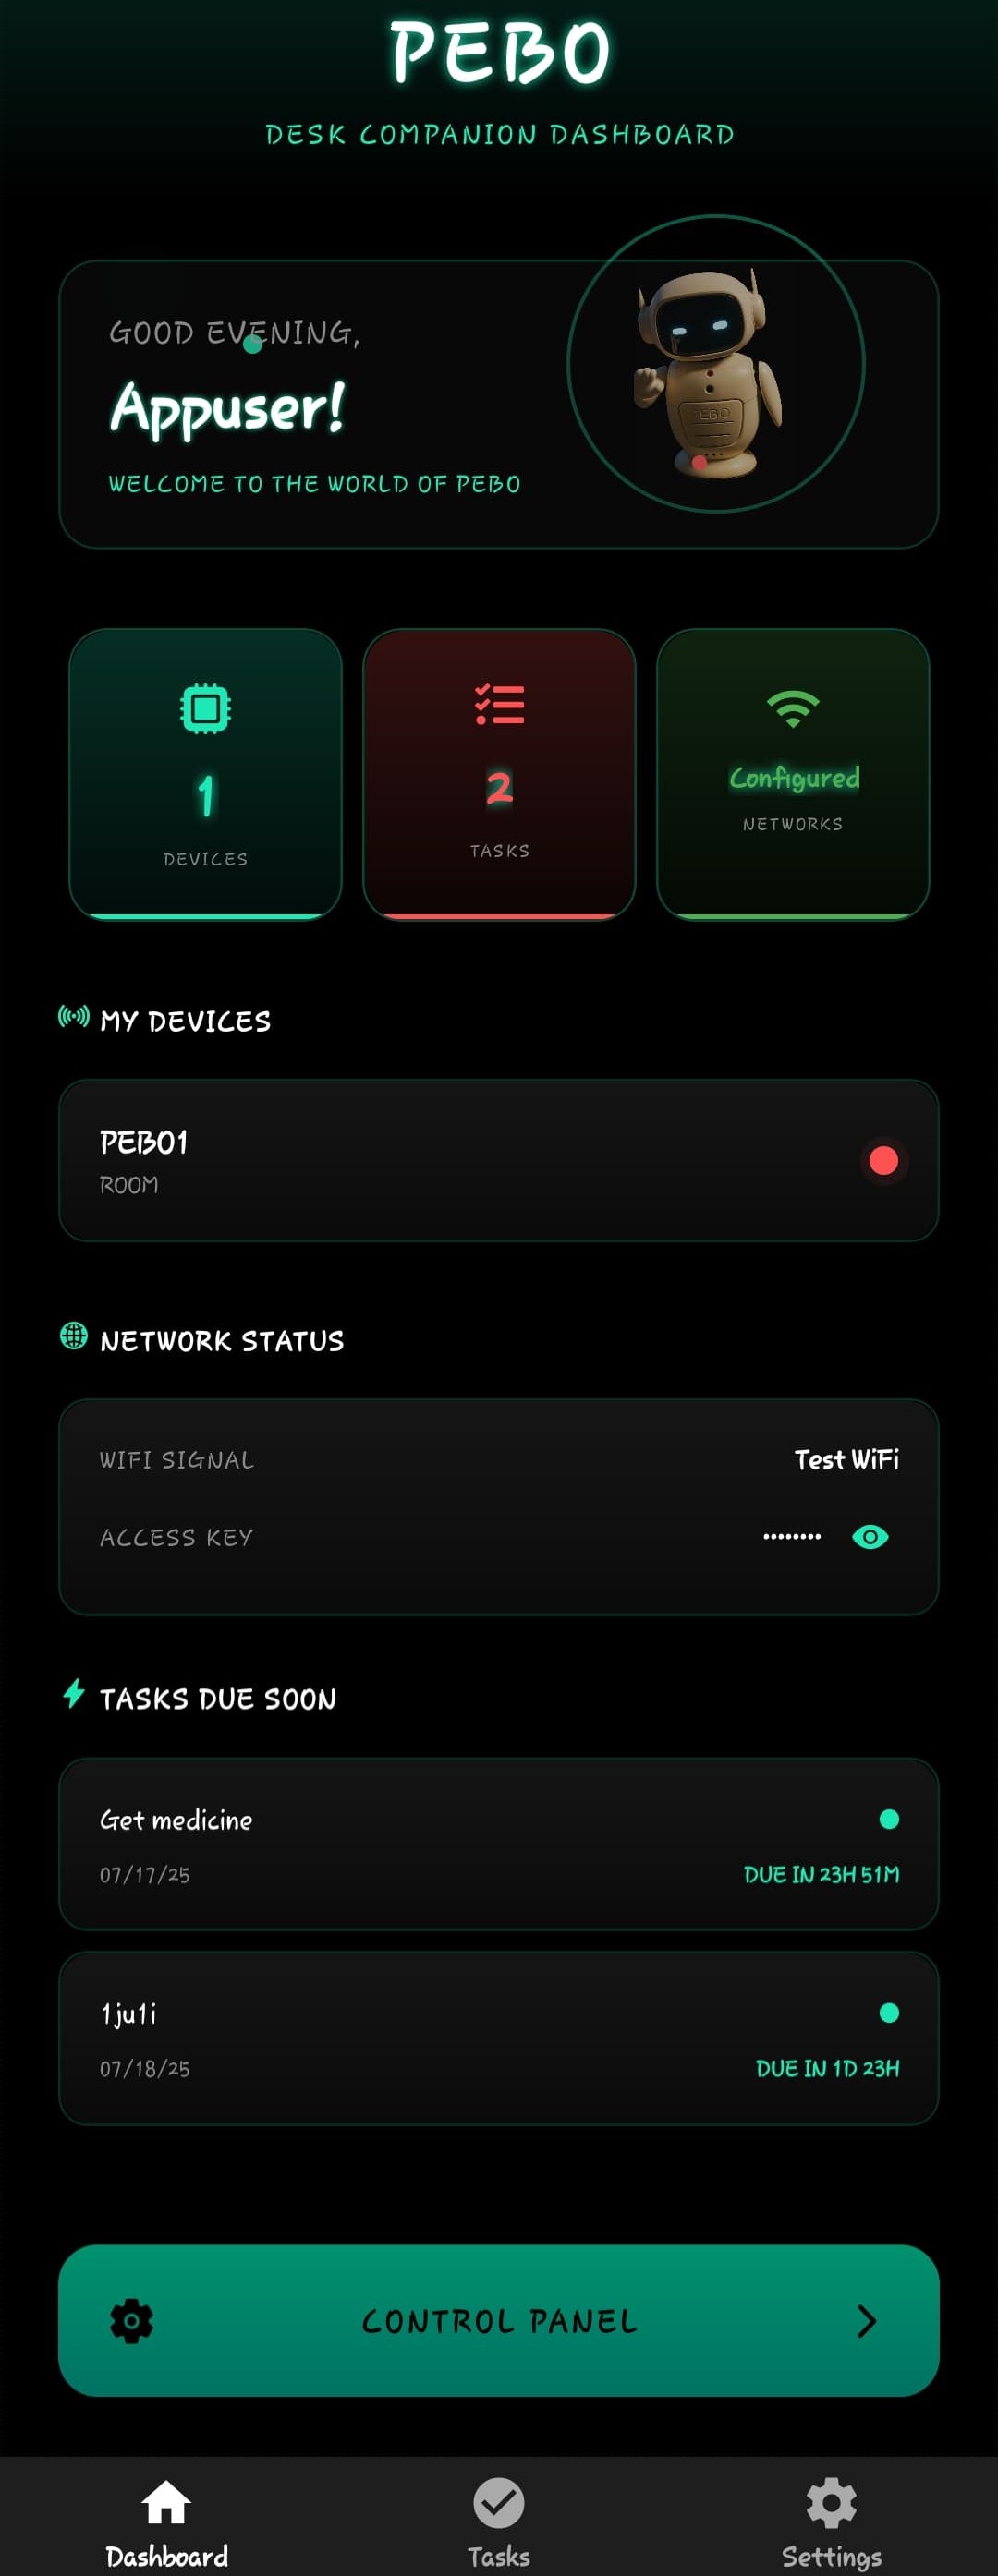 PEBO
DESK COMPANION DASHBOARD
GOOD EVENING,
Appuser!
WELCOME TO THE WORLD OF PEBO
PEBO
1
DEVICES
2
TASKS
Configured
NETWORKS
MY DEVICES
PEBO1
ROOM
NETWORK STATUS
WIFI SIGNAL Test WiFi
ACCESS KEY ••••••••
TASKS DUE SOON
Get medicine
07/17/25 DUE IN 23H 51M
1ju1i
07/18/25 DUE IN 1D 23H
CONTROL PANEL
Dashboard Tasks Settings